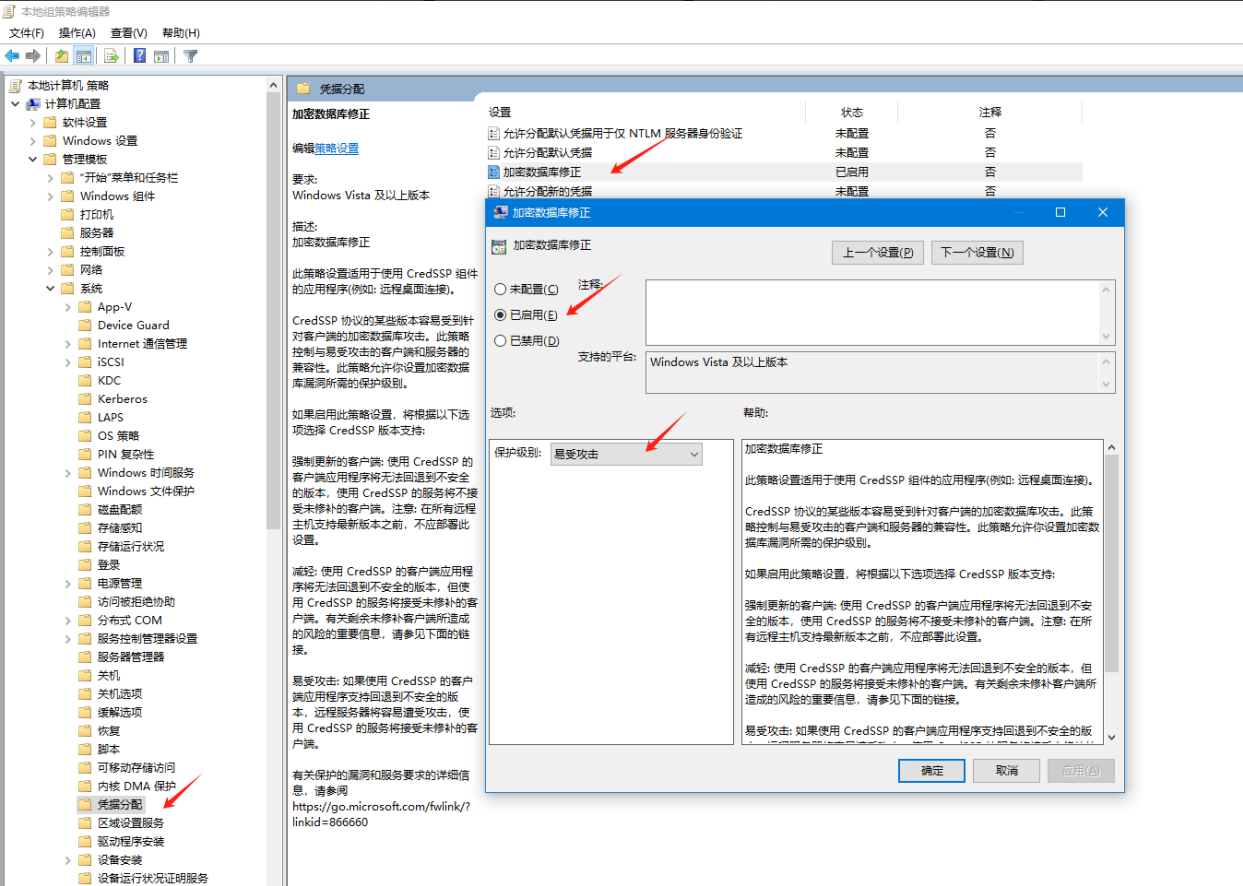 本地组策略编辑器
文件(F) 操作(A) 查看(V) 帮助(H)
本地计算机 策略
计算机配置
软件设置
Windows 设置
管理模板
"开始"菜单和任务栏
Windows 组件
打印机
服务器
控制面板
网络
系统
App-V
Device Guard
Internet 通信管理
iSCSI
KDC
Kerberos
LAPS
OS 策略
PIN 复杂性
Windows 时间服务
Windows 文件保护
磁盘配额
存储感知
存储运行状况
登录
电源管理
访问被拒绝协助
分布式 COM
服务控制管理器设置
服务器管理器
关机
关机选项
缓解选项
恢复
脚本
可移动存储访问
内核 DMA 保护
凭据分配
区域设置服务
驱动程序安装
设备安装
设备运行状况证明服务
凭据分配
加密数据库修正
编辑策略设置
要求:
Windows Vista 及以上版本
描述:
加密数据库修正
此策略设置适用于使用 CredSSP 组件
的应用程序(例如: 远程桌面连接)。
CredSSP 协议的某些版本容易受到针
对客户端的加密数据库攻击。此策略
控制与易受攻击的客户端和服务器的
兼容性。此策略允许你设置加密数据
库漏洞所需的保护级别。
如果启用此策略设置，将根据以下选
项选择 CredSSP 版本支持:
强制更新的客户端: 使用 CredSSP 的
客户端应用程序将无法回退到不安全
的版本，使用 CredSSP 的服务将不接
受未修补的客户端。注意: 在所有远程
主机支持最新版本之前，不应部署此
设置。
减轻: 使用 CredSSP 的客户端应用程
序将无法回退到不安全的版本，但使
用 CredSSP 的服务将接受未修补的客
户端。有关剩余未修补客户端所造成
的风险的重要信息，请参见下面的链
接。
易受攻击: 如果使用 CredSSP 的客户
端应用程序支持回退到不安全的版
本，远程服务器将容易遭受攻击，使
用 CredSSP 的服务将接受未修补的客
户端。
有关保护的漏洞和服务要求的详细信
息，请参阅
https://go.microsoft.com/fwlink/?
linkid=866660
设置 状态 注释
允许分配默认凭据用于仅 NTLM 服务器身份验证 未配置 否
允许分配默认凭据 未配置 否
加密数据库修正 已启用 否
允许分配新的凭据 未配置 否
加密数据库修正
加密数据库修正
上一个设置(P) 下一个设置(N)
未配置(C) 注释:
已启用(E)
已禁用(D)
支持的平台: Windows Vista 及以上版本
选项: 帮助:
保护级别: 易受攻击
加密数据库修正
此策略设置适用于使用 CredSSP 组件的应用程序(例如: 远程桌面连接)。
CredSSP 协议的某些版本容易受到针对客户端的加密数据库攻击。此策
略控制与易受攻击的客户端和服务器的兼容性。此策略允许你设置加密数
据库漏洞所需的保护级别。
如果启用此策略设置，将根据以下选项选择 CredSSP 版本支持:
强制更新的客户端: 使用 CredSSP 的客户端应用程序将无法回退到不安
全的版本，使用 CredSSP 的服务将不接受未修补的客户端。注意: 在所
有远程主机支持最新版本之前，不应部署此设置。
减轻: 使用 CredSSP 的客户端应用程序将无法回退到不安全的版本，但
使用 CredSSP 的服务将接受未修补的客户端。有关剩余未修补客户端所
造成的风险的重要信息，请参见下面的链接。
易受攻击: 如果使用 CredSSP 的客户端应用程序支持回退到不安全的版
确定 取消 应用(A)